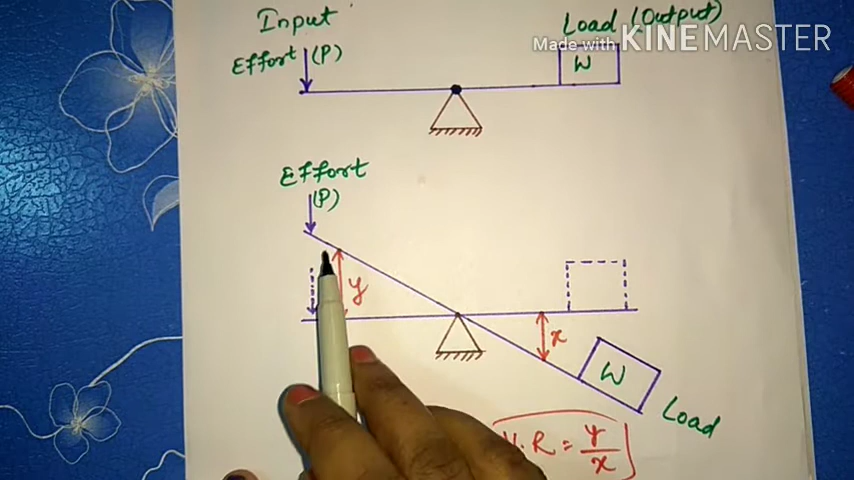 Input
Load (Output)
Made with KINEMASTER
Effort (P)
W
Effort
(P)
y
x
W
Load
.R = y/x